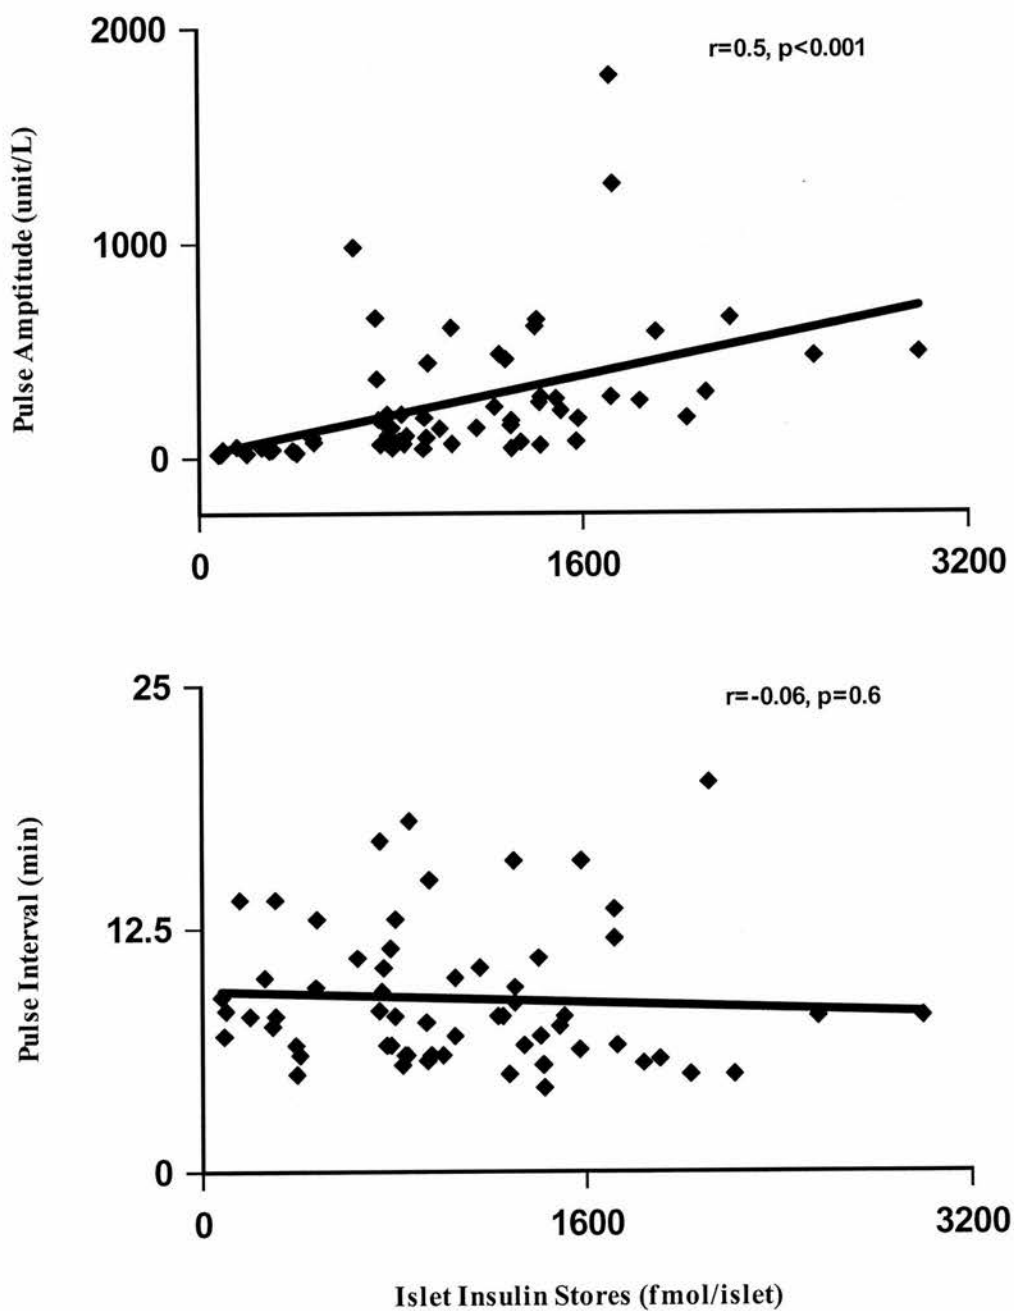 2000
r=0.5, p<0.001
Pulse Amptitude (unit/L)
1000
0
0
1600
3200
25
r=-0.06, p=0.6
Pulse Interval (min)
12.5
0
0
1600
3200
Islet Insulin Stores (fmol/islet)